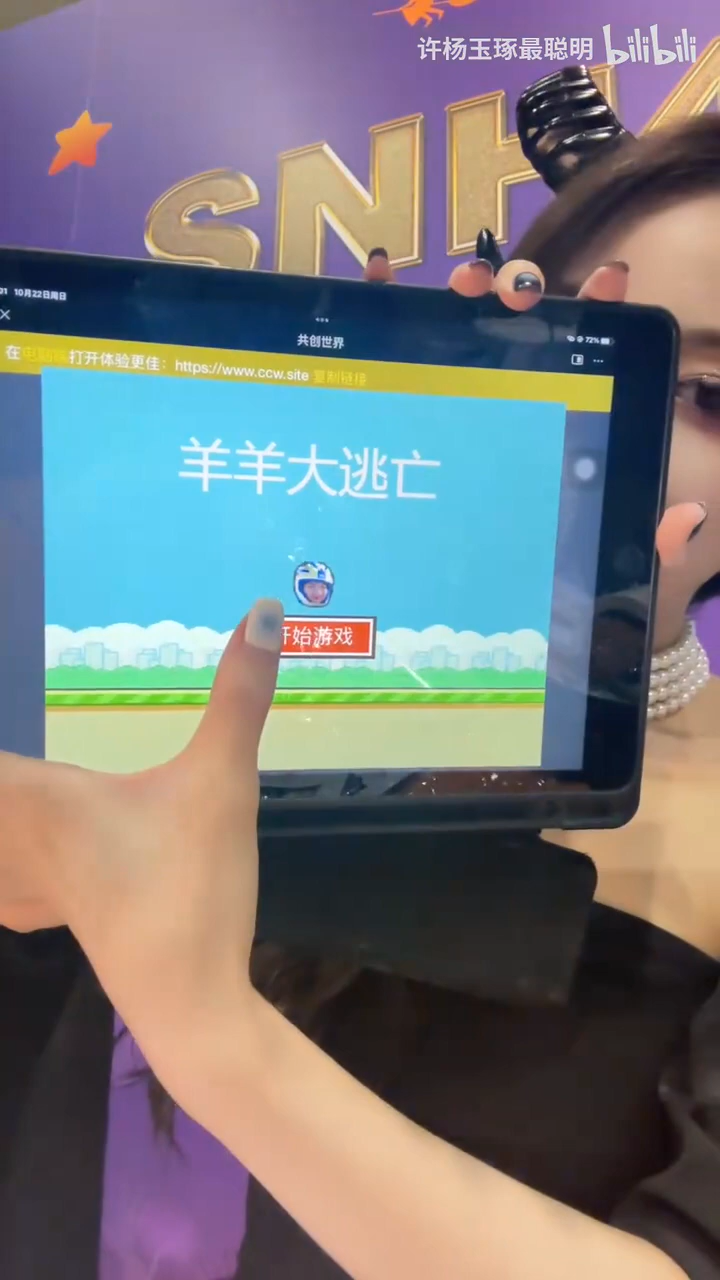 许杨玉琢最聪明 bilibili
SNH
01 10月22日周日
72%
共创世界
在电脑端打开体验更佳：https://www.ccw.site 复制链接
羊羊大逃亡
开始游戏